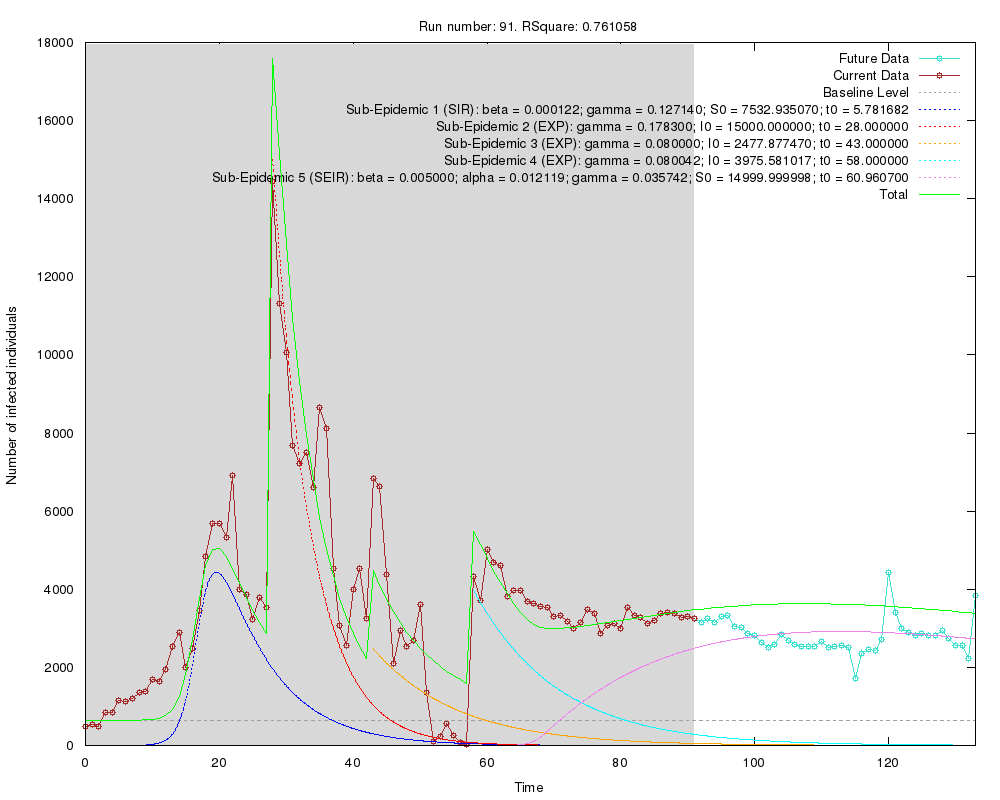 Run number: 91. RSquare: 0.761058
18000
16000
14000
12000
10000
8000
6000
4000
2000
0
Number of infected individuals
Future Data
Current Data
Baseline Level
Sub-Epidemic 1 (SIR): beta = 0.000122; gamma = 0.127140; S0 = 7532.935070; t0 = 5.781682
Sub-Epidemic 2 (EXP): gamma = 0.178300; I0 = 15000.000000; t0 = 28.000000
Sub-Epidemic 3 (EXP): gamma = 0.080000; I0 = 2477.877470; t0 = 43.000000
Sub-Epidemic 4 (EXP): gamma = 0.080042; I0 = 3975.581017; t0 = 58.000000
Sub-Epidemic 5 (SEIR): beta = 0.005000; alpha = 0.012119; gamma = 0.035742; S0 = 14999.999998; t0 = 60.960700
Total
0 20 40 60 80 100 120
Time